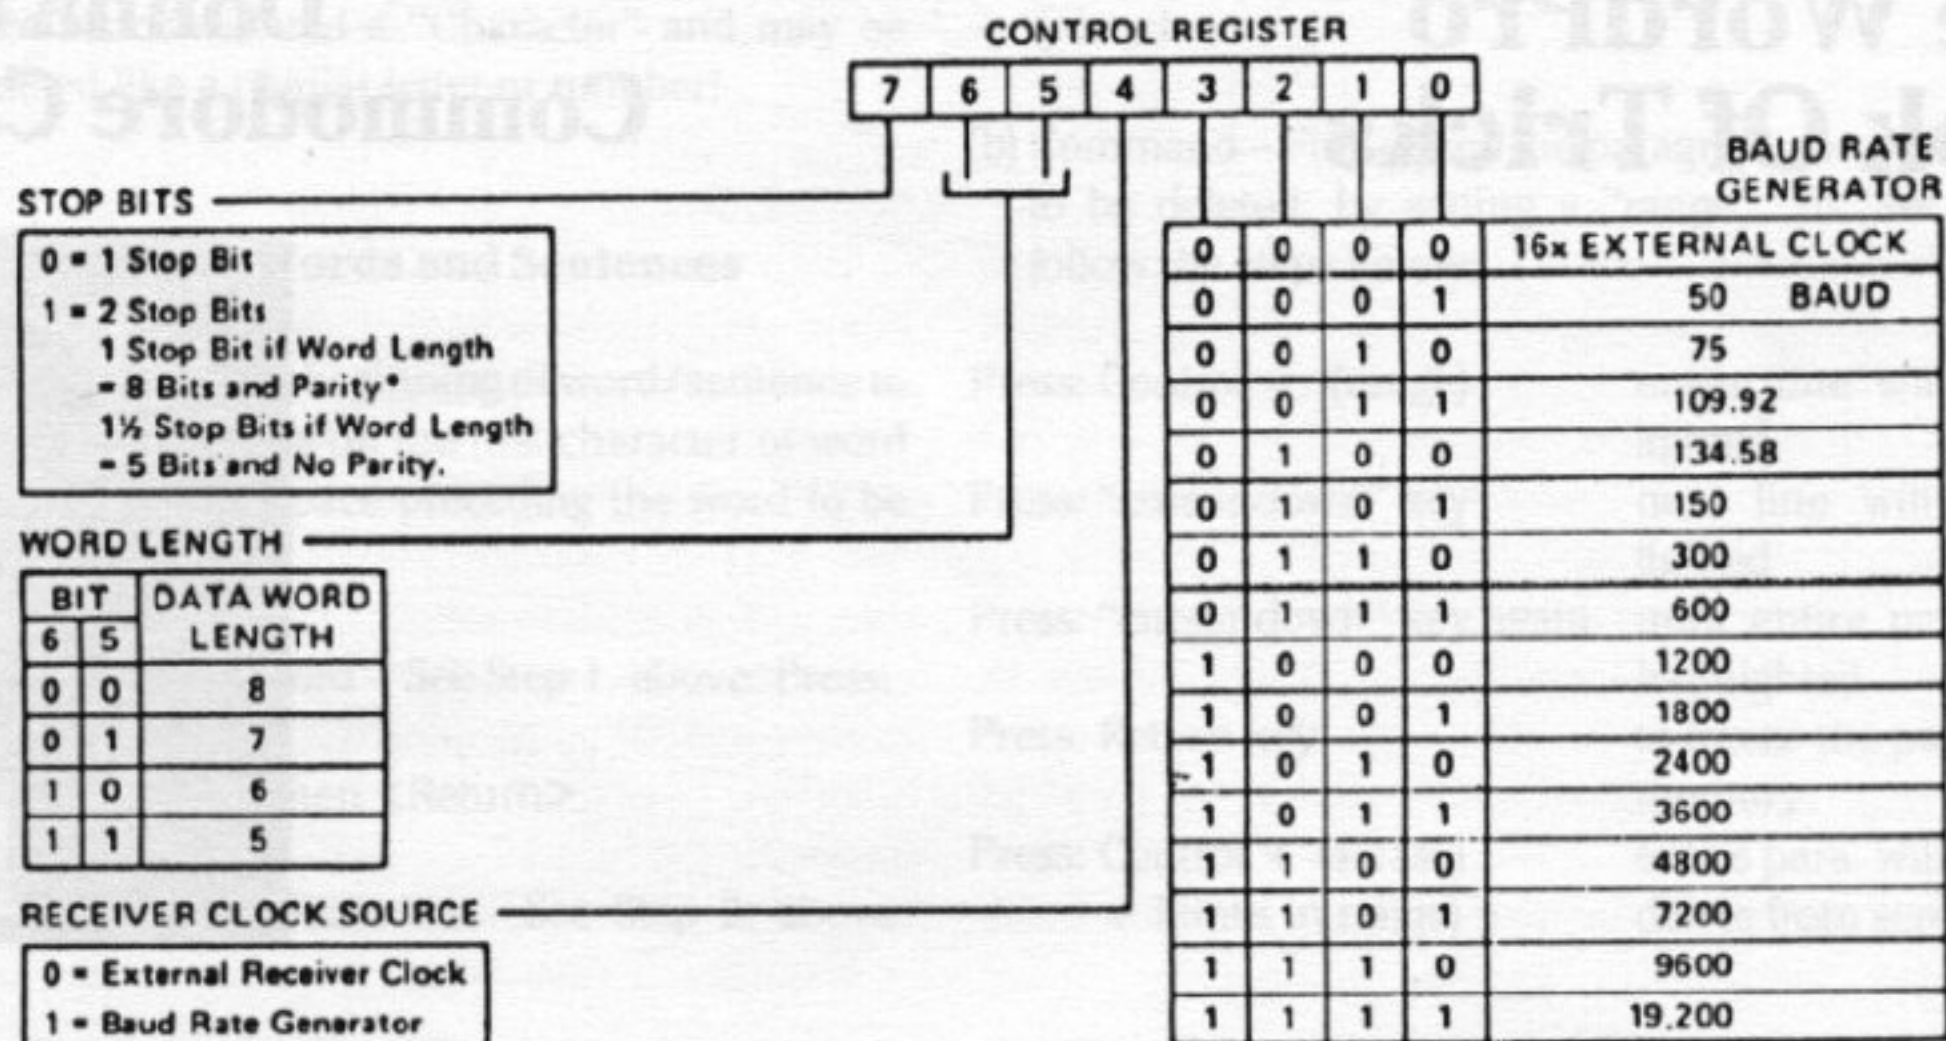 CONTROL REGISTER
7 6 5 4 3 2 1 0
STOP BITS
0 = 1 Stop Bit
1 = 2 Stop Bits
1 Stop Bit if Word Length
= 8 Bits and Parity*
1½ Stop Bits if Word Length
= 5 Bits and No Parity.
WORD LENGTH
BIT DATA WORD
6 5 LENGTH
0 0 8
0 1 7
1 0 6
1 1 5
RECEIVER CLOCK SOURCE
0 = External Receiver Clock
1 = Baud Rate Generator
BAUD RATE
GENERATOR
0 0 0 0 16x EXTERNAL CLOCK
0 0 0 1 50 BAUD
0 0 1 0 75
0 0 1 1 109.92
0 1 0 0 134.58
0 1 0 1 150
0 1 1 0 300
0 1 1 1 600
1 0 0 0 1200
1 0 0 1 1800
1 0 1 0 2400
1 0 1 1 3600
1 1 0 0 4800
1 1 0 1 7200
1 1 1 0 9600
1 1 1 1 19,200